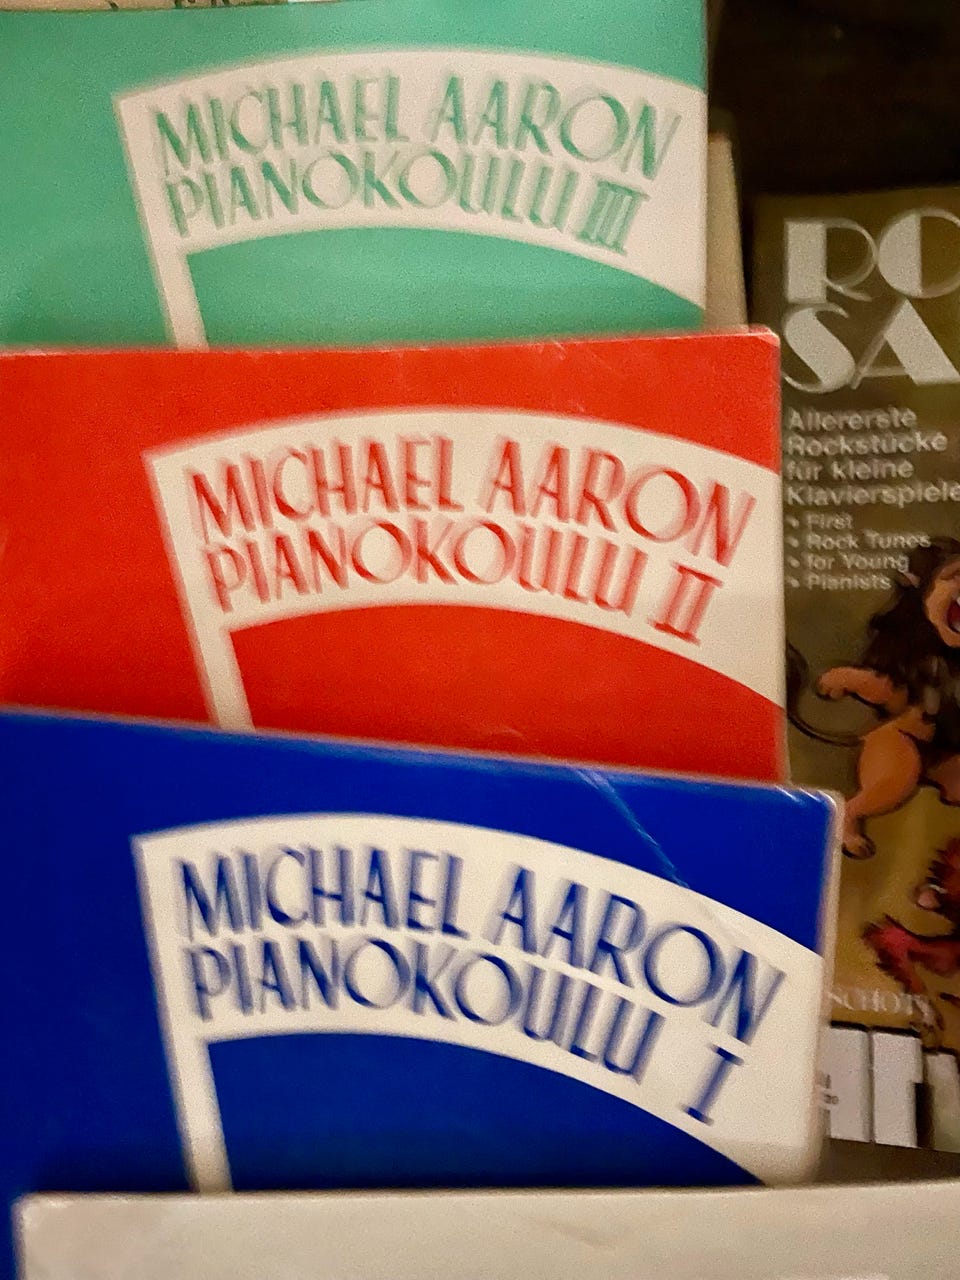 MICHAEL AARON
PIANOKOULU III
MICHAEL AARON
PIANOKOULU II
MICHAEL AARON
PIANOKOULU I
RO
SA
Allererste
Rockstücke
für kleine
Klavierspiele
• First
• Rock Tunes
• for Young
• Pianists
SCHOTT